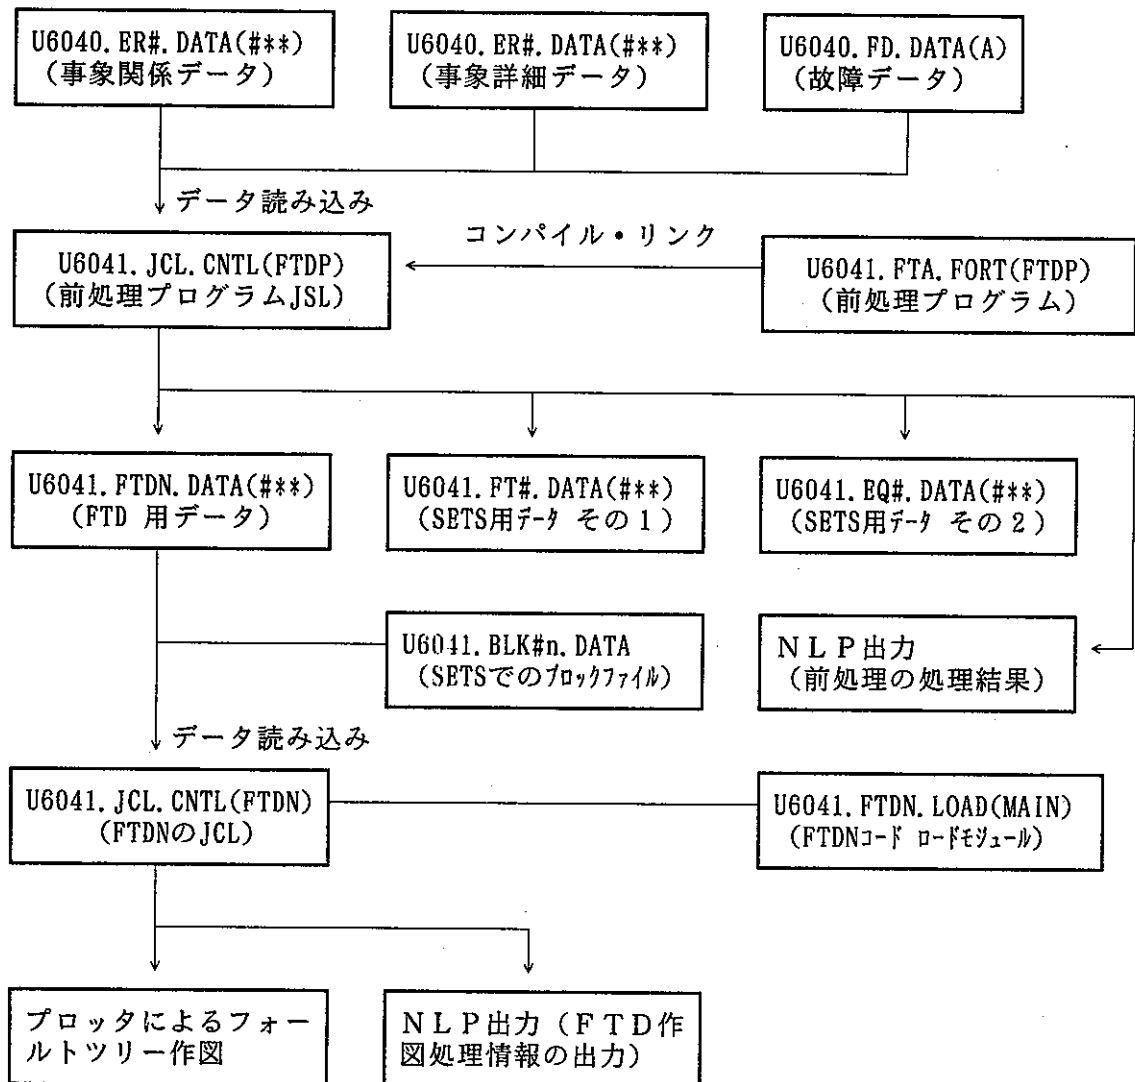 U6040.ER#.DATA(#**)
(事象関係データ)
U6040.ER#.DATA(#**)
(事象詳細データ)
U6040.FD.DATA(A)
(故障データ)
データ読み込み
コンパイル・リンク
U6041.JCL.CNTL(FTDP)
(前処理プログラムJSL)
U6041.FTA.FORT(FTDP)
(前処理プログラム)
U6041.FTDN.DATA(#**)
(FTD 用データ)
U6041.FT#.DATA(#**)
(SETS用データ その1)
U6041.EQ#.DATA(#**)
(SETS用データ その2)
U6041.BLK#n.DATA
(SETSでのブロックファイル)
NLP出力
(前処理の処理結果)
データ読み込み
U6041.JCL.CNTL(FTDN)
(FTDNのJCL)
U6041.FTDN.LOAD(MAIN)
(FTDNコード ロードモジュール)
プロッタによるフォー
ルトツリー作図
NLP出力(FTD作
図処理情報の出力)